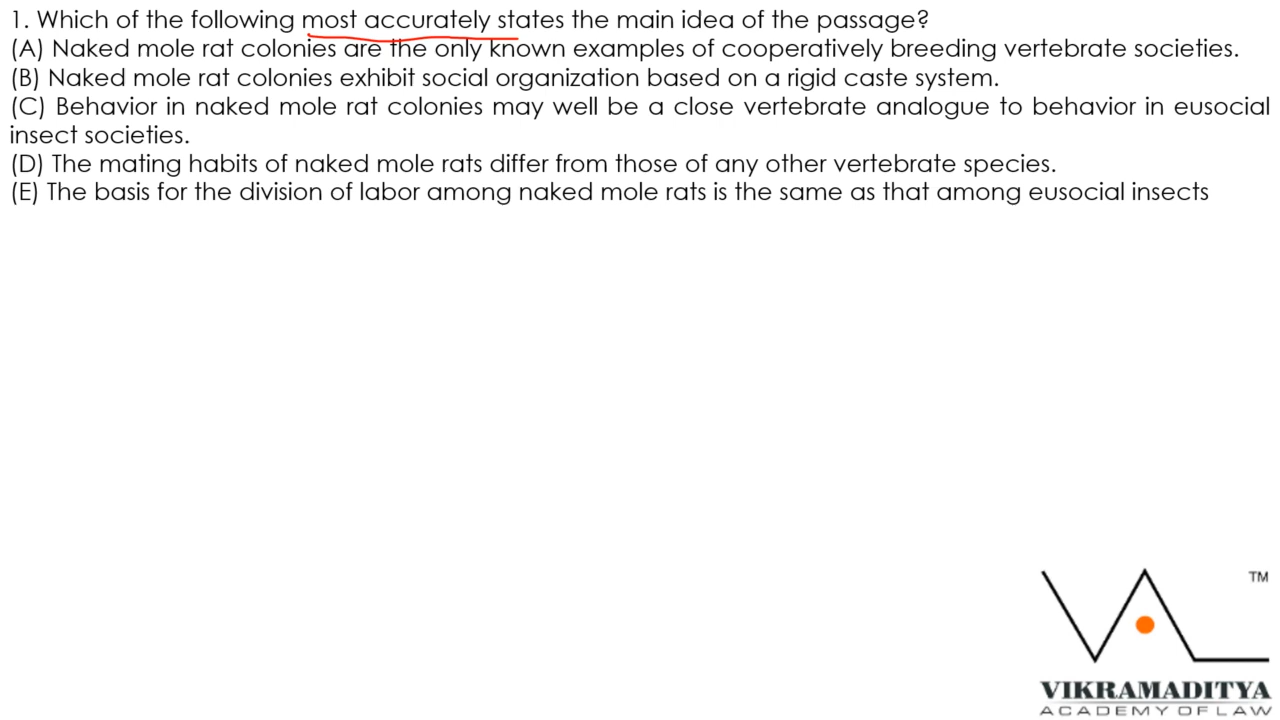 1. Which of the following most accurately states the main idea of the passage?
(A) Naked mole rat colonies are the only known examples of cooperatively breeding vertebrate societies.
(B) Naked mole rat colonies exhibit social organization based on a rigid caste system.
(C) Behavior in naked mole rat colonies may well be a close vertebrate analogue to behavior in eusocial
insect societies.
(D) The mating habits of naked mole rats differ from those of any other vertebrate species.
(E) The basis for the division of labor among naked mole rats is the same as that among eusocial insects
TM
VIKRAMADITYA
ACADEMY OF LAW